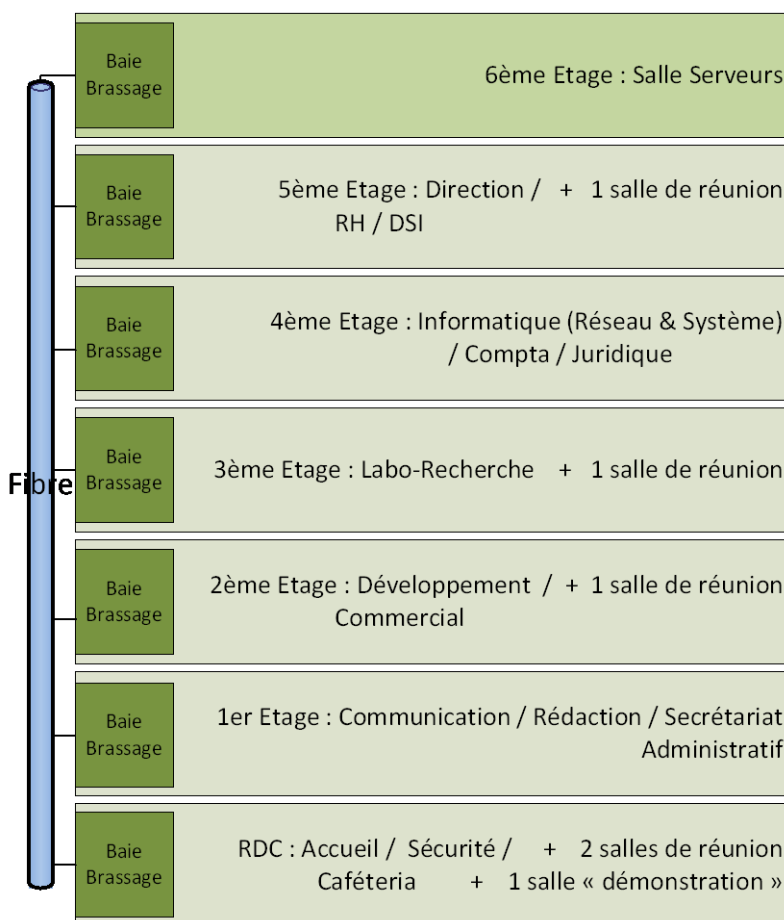 Baie
Brassage
6ème Etage : Salle Serveurs
Baie
Brassage
5ème Etage : Direction / + 1 salle de réunion
RH / DSI
Baie
Brassage
4ème Etage : Informatique (Réseau & Système)
/ Compta / Juridique
Fibre
Baie
Brassage
3ème Etage : Labo-Recherche + 1 salle de réunion
Baie
Brassage
2ème Etage : Développement / + 1 salle de réunion
Commercial
Baie
Brassage
1er Etage : Communication / Rédaction / Secrétariat
Administratif
Baie
Brassage
RDC : Accueil / Sécurité / + 2 salles de réunion
Caféteria + 1 salle « démonstration »